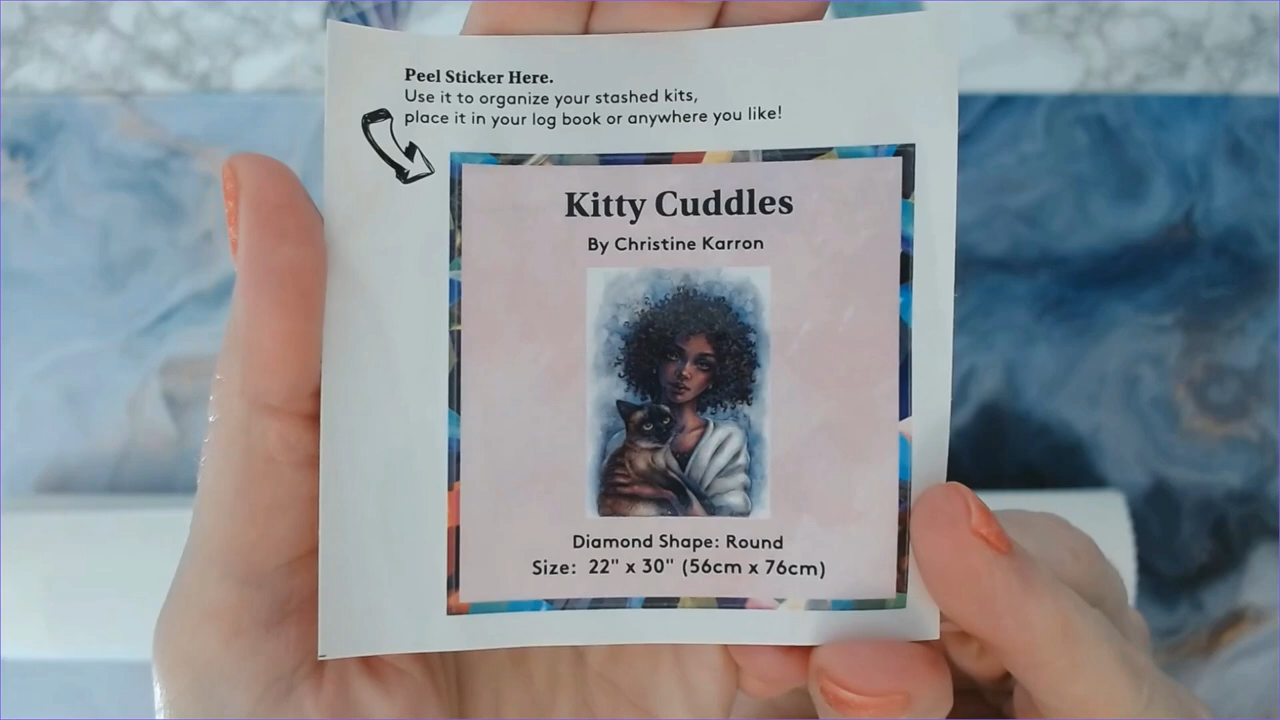 Peel Sticker Here.
Use it to organize your stashed kits,
place it in your log book or anywhere you like!
Kitty Cuddles
By Christine Karron
Diamond Shape: Round
Size: 22" x 30" (56cm x 76cm)